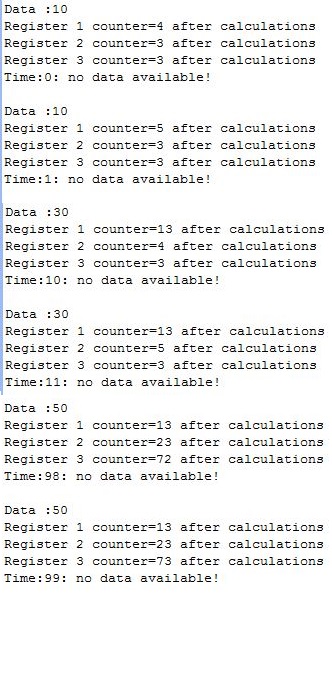 Data :10
Register 1 counter=4 after calculations
Register 2 counter=3 after calculations
Register 3 counter=3 after calculations
Time:0: no data available!
Data :10
Register 1 counter=5 after calculations
Register 2 counter=3 after calculations
Register 3 counter=3 after calculations
Time:1: no data available!
Data :30
Register 1 counter=13 after calculations
Register 2 counter=4 after calculations
Register 3 counter=3 after calculations
Time:10: no data available!
Data :30
Register 1 counter=13 after calculations
Register 2 counter=5 after calculations
Register 3 counter=3 after calculations
Time:11: no data available!
Data :50
Register 1 counter=13 after calculations
Register 2 counter=23 after calculations
Register 3 counter=72 after calculations
Time:98: no data available!
Data :50
Register 1 counter=13 after calculations
Register 2 counter=23 after calculations
Register 3 counter=73 after calculations
Time:99: no data available!